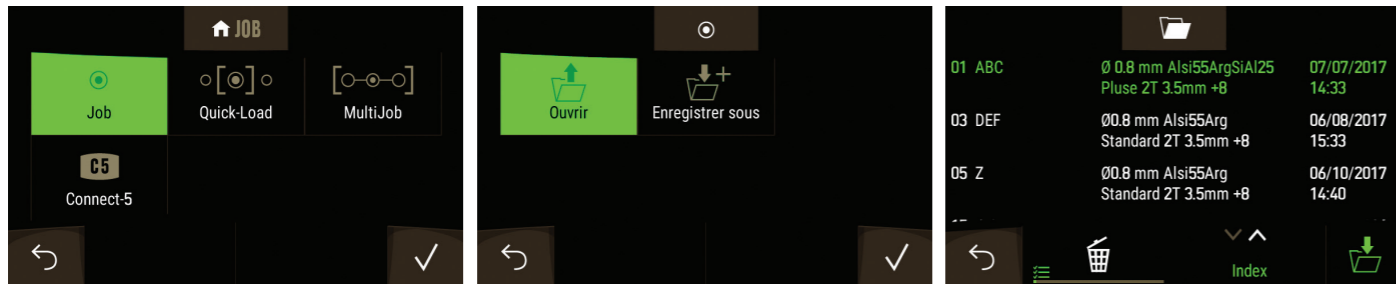 JOB
Job
Quick-Load
MultiJob
C5
Connect-5
Ouvrir
Enregistrer sous
01 ABC Ø 0.8 mm Alsi55ArgSiAl25 07/07/2017
Pluse 2T 3.5mm +8 14:33
03 DEF Ø0.8 mm Alsi55Arg 06/08/2017
Standard 2T 3.5mm +8 15:33
05 Z Ø0.8 mm Alsi55Arg 06/10/2017
Standard 2T 3.5mm +8 14:40
Index